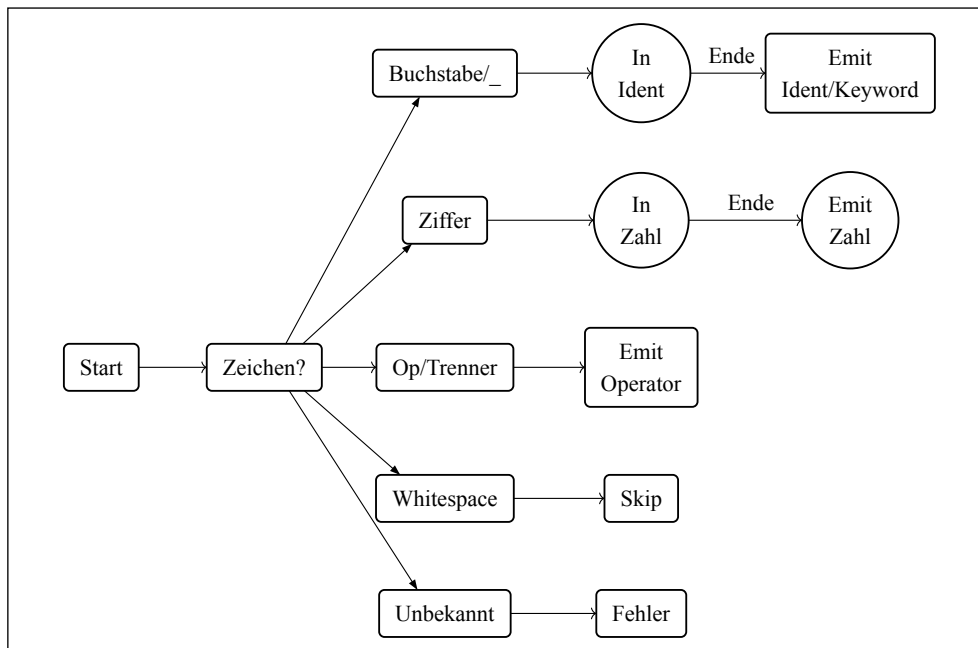 Buchstabe/_
In
Ident
Ende
Emit
Ident/Keyword
Ziffer
In
Zahl
Ende
Emit
Zahl
Start
Zeichen?
Op/Trenner
Emit
Operator
Whitespace
Skip
Unbekannt
Fehler